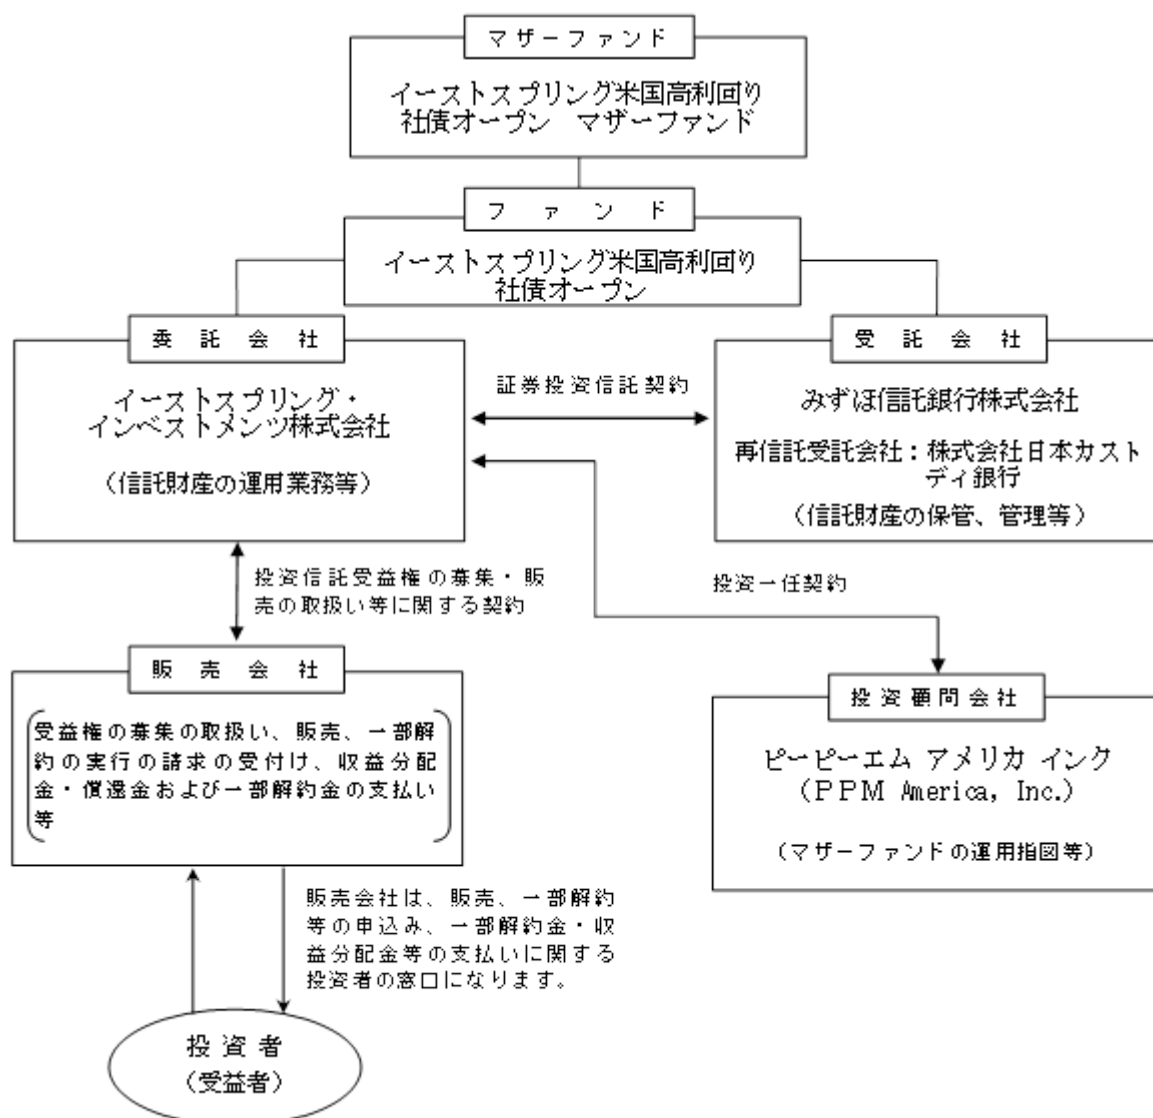 マザーファンド
イーストスプリング米国高利回り
社債オープン　マザーファンド
ファンド
イーストスプリング米国高利回り
社債オープン
委託会社
イーストスプリング・
インベストメンツ株式会社
（信託財産の運用業務等）
証券投資信託契約
受託会社
みずほ信託銀行株式会社
再信託受託会社：株式会社日本カスト
ディ銀行
（信託財産の保管、管理等）
投資信託受益権の募集・販
売の取扱い等に関する契約
投資一任契約
販売会社
受益権の募集の取扱い、販売、一部解
約の実行の請求の受付け、収益分配
金・償還金および一部解約金の支払い
等
投資顧問会社
ピーピーエム アメリカ インク
（PPM America, Inc.）
（マザーファンドの運用指図等）
販売会社は、販売、一部解約
等の申込み、一部解約金・収
益分配金等の支払いに関する
投資者の窓口になります。
投資者
（受益者）